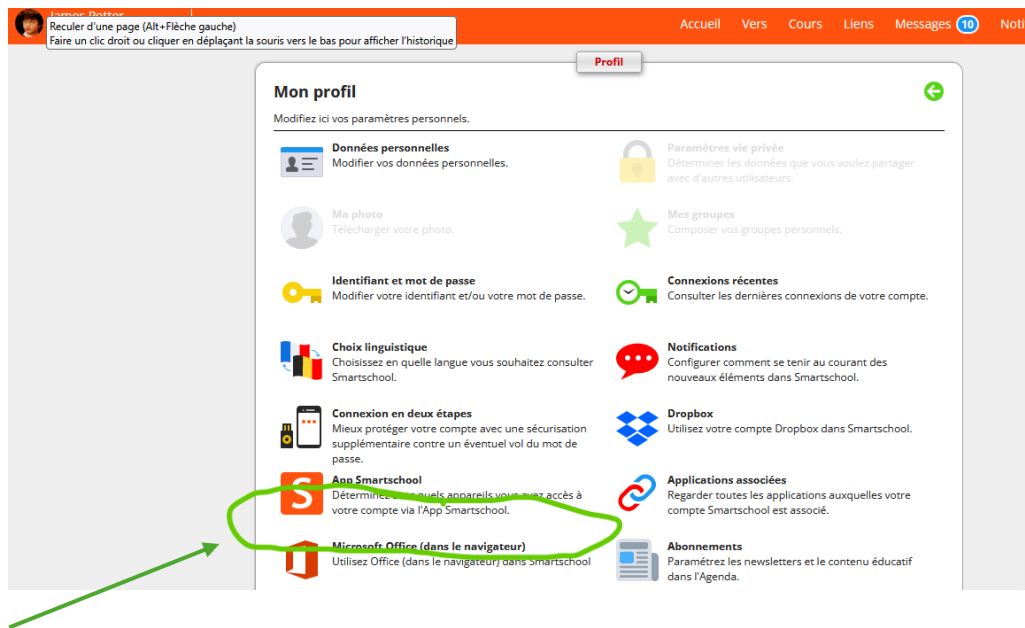 James Potter
Reculer d'une page (Alt+Flèche gauche)
Faire un clic droit ou cliquer en déplaçant la souris vers le bas pour afficher l'historique
Accueil Vers Cours Liens Messages 10 Noti
Profil
Mon profil
Modifiez ici vos paramètres personnels.
Données personnelles
Modifier vos données personnelles.
Paramètres vie privée
Déterminer les données que vous voulez partager
avec d'autres utilisateurs.
Ma photo
Télécharger votre photo.
Mes groupes
Composer vos groupes personnels.
Identifiant et mot de passe
Modifier votre identifiant et/ou votre mot de passe.
Connexions récentes
Consulter les dernières connexions de votre compte.
Choix linguistique
Choisissez en quelle langue vous souhaitez consulter
Smartschool.
Notifications
Configurer comment se tenir au courant des
nouveaux éléments dans Smartschool.
Connexion en deux étapes
Mieux protéger votre compte avec une sécurisation
supplémentaire contre un éventuel vol du mot de
passe.
Dropbox
Utilisez votre compte Dropbox dans Smartschool.
S
App Smartschool
Déterminez quels appareils vous avez accès à
votre compte via l'App Smartschool.
Applications associées
Regarder toutes les applications auxquelles votre
compte Smartschool est associé.
Microsoft Office (dans le navigateur)
Utilisez Office (dans le navigateur) dans Smartschool
Abonnements
Paramétrez les newsletters et le contenu éducatif
dans l'Agenda.